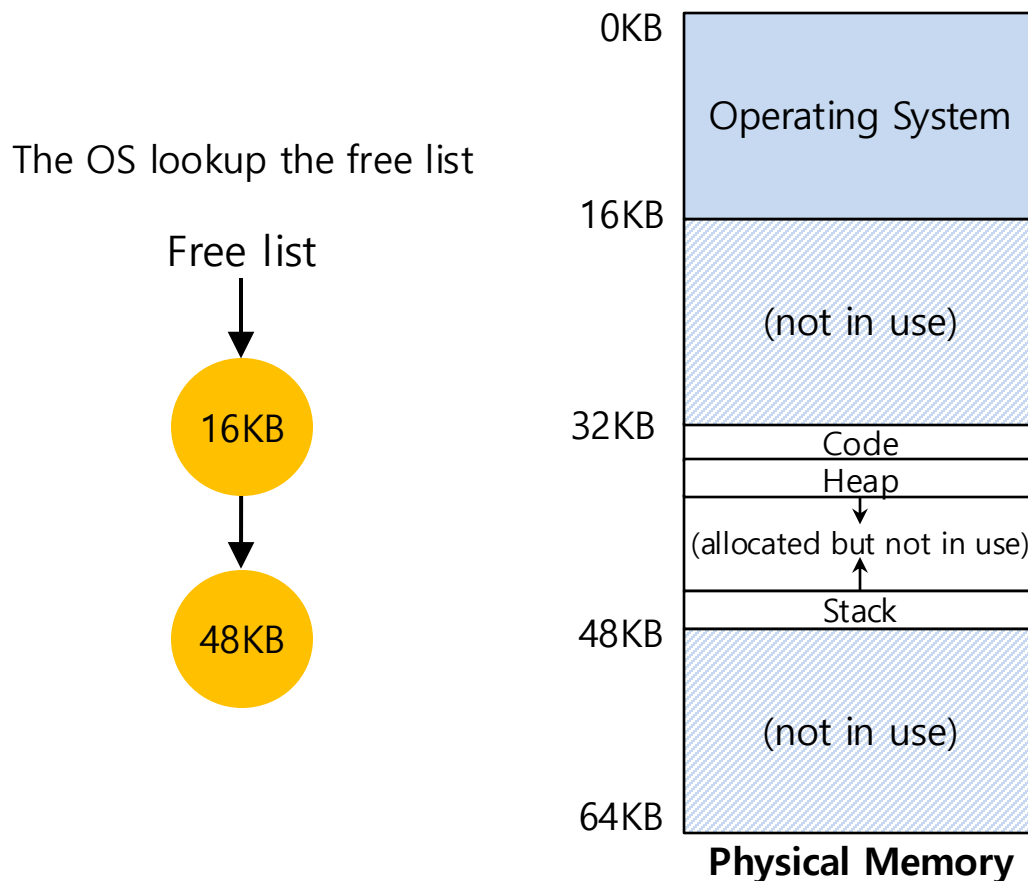 The OS lookup the free list
Free list
16KB
48KB
0KB
Operating System
16KB
(not in use)
32KB
Code
Heap
(allocated but not in use)
Stack
48KB
(not in use)
64KB
Physical Memory